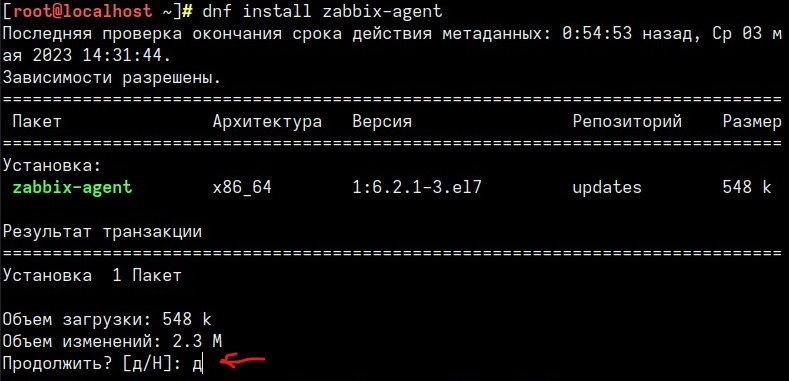 [root@localhost ~]# dnf install zabbix-agent
Последняя проверка окончания срока действия метаданных: 0:54:53 назад, Ср 03 м
ая 2023 14:31:44.
Зависимости разрешены.
================================================================================
Пакет Архитектура Версия Репозиторий Размер
================================================================================
Установка:
zabbix-agent x86_64 1:6.2.1-3.el7 updates 548 k
Результат транзакции
================================================================================
Установка 1 Пакет
Объем загрузки: 548 k
Объем изменений: 2.3 M
Продолжить? [д/Н]: д